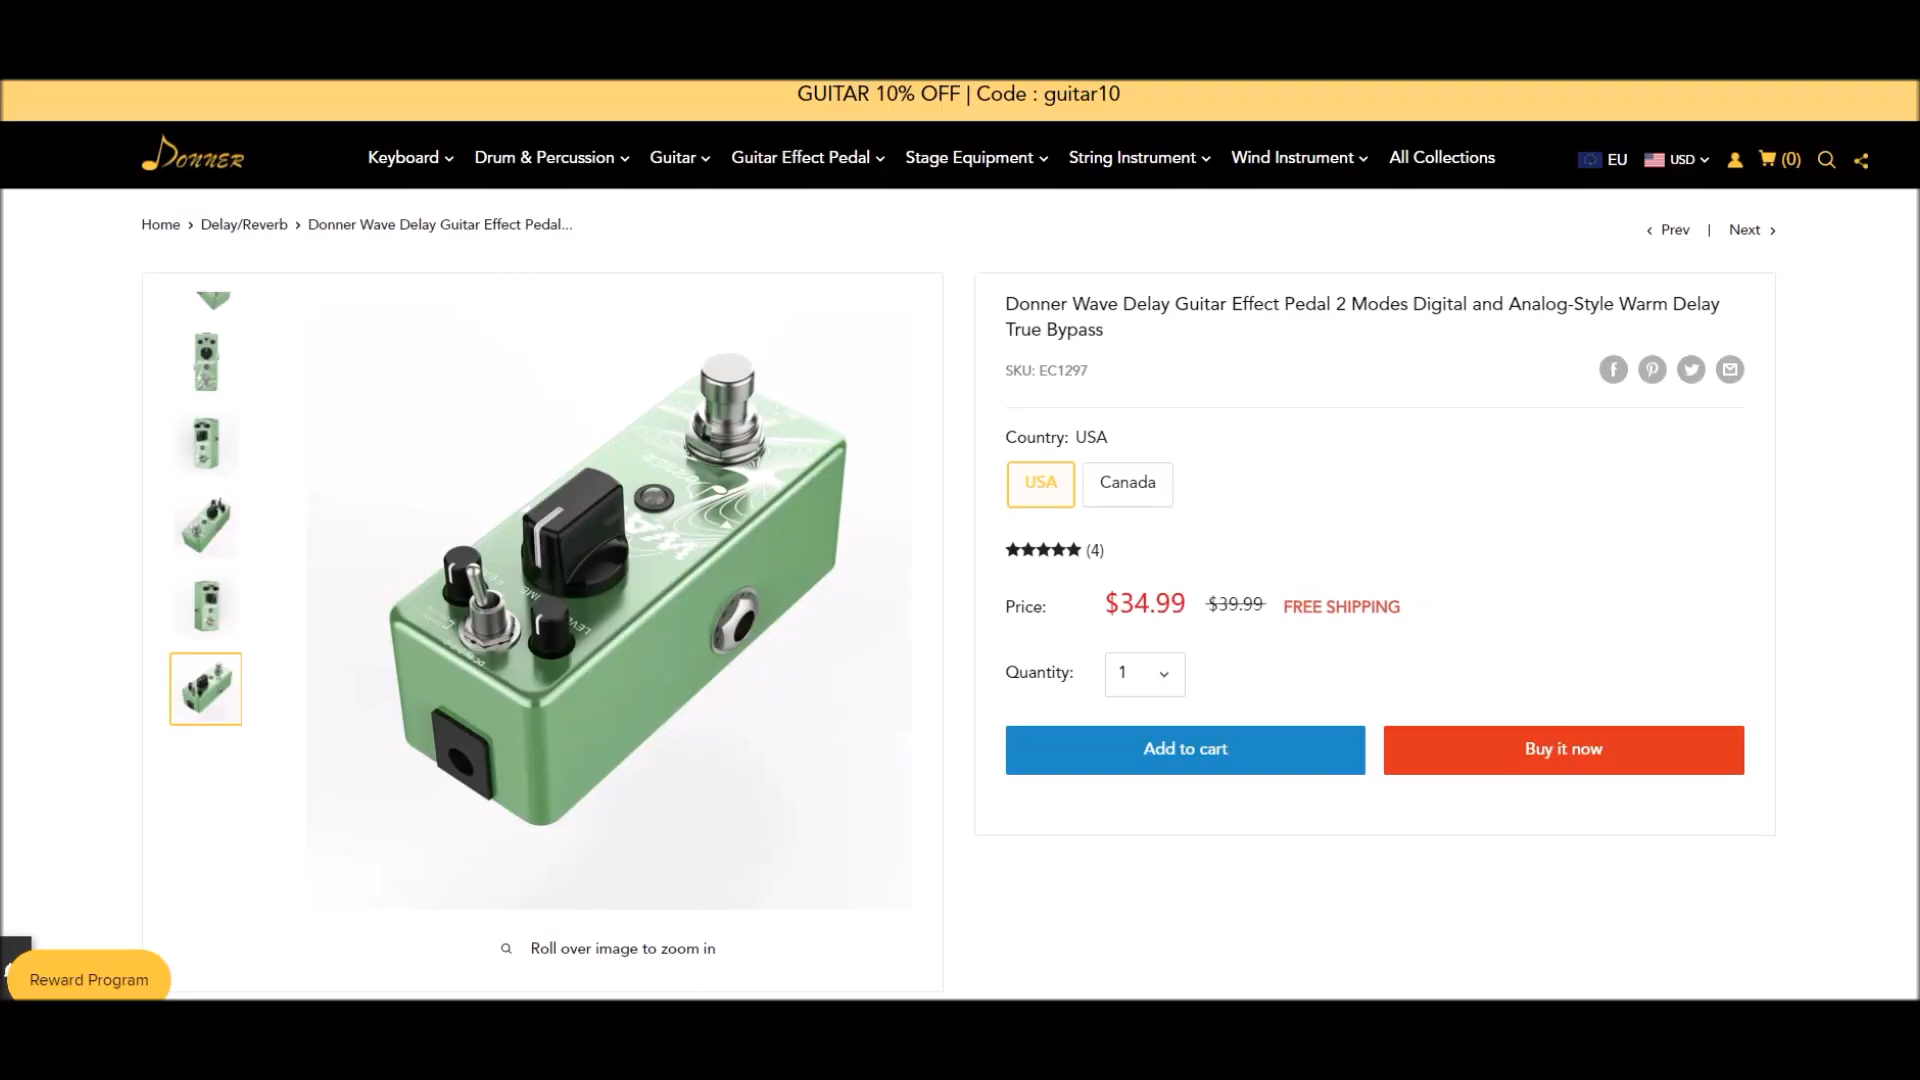 GUITAR 10% OFF | Code : guitar10
DONNER
Keyboard Drum & Percussion Guitar Guitar Effect Pedal Stage Equipment String Instrument Wind Instrument All Collections EU USD (0)
Home › Delay/Reverb › Donner Wave Delay Guitar Effect Pedal...
‹ Prev | Next ›
Donner Wave Delay Guitar Effect Pedal 2 Modes Digital and Analog-Style Warm Delay
True Bypass
SKU: EC1297
Country: USA
USA Canada
★★★★★ (4)
Price: $34.99 $39.99 FREE SHIPPING
Quantity: 1
Add to cart Buy it now
Roll over image to zoom in
Reward Program